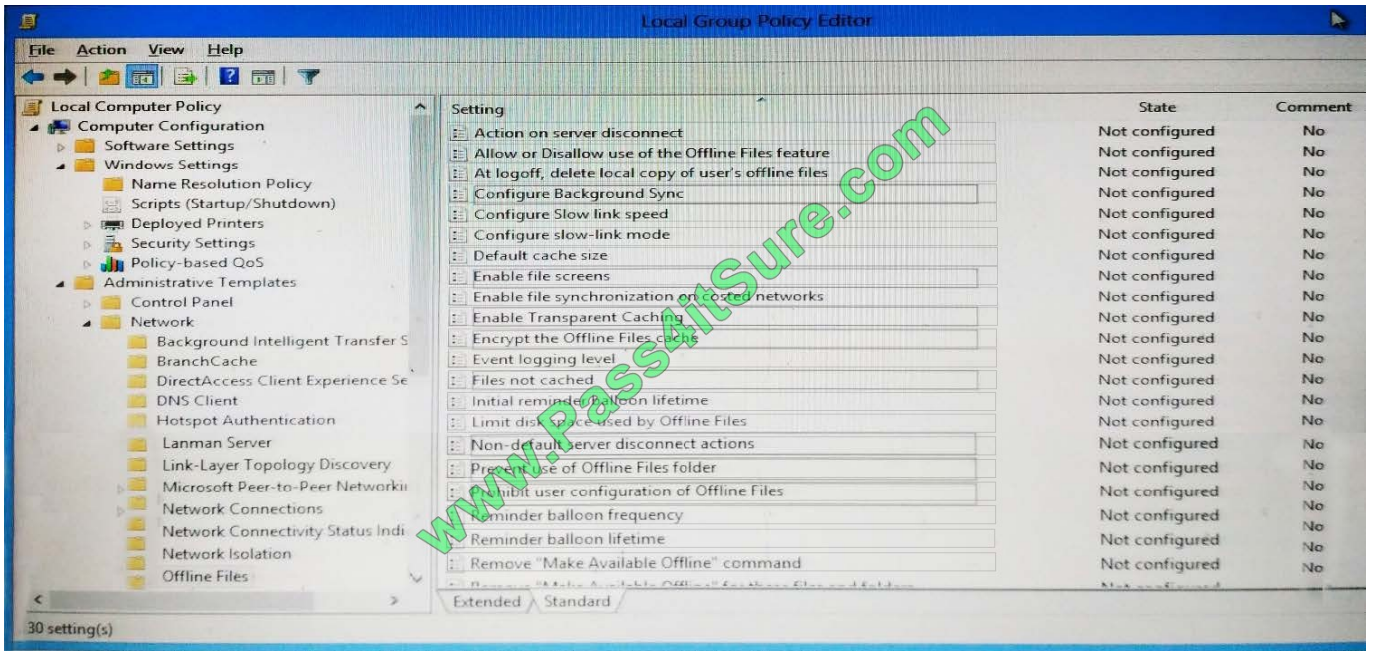 Local Group Policy Editor
File Action View Help
Local Computer Policy
Computer Configuration
Software Settings
Windows Settings
Name Resolution Policy
Scripts (Startup/Shutdown)
Deployed Printers
Security Settings
Policy-based QoS
Administrative Templates
Control Panel
Network
Background Intelligent Transfer S
BranchCache
DirectAccess Client Experience Se
DNS Client
Hotspot Authentication
Lanman Server
Link-Layer Topology Discovery
Microsoft Peer-to-Peer Networkin
Network Connections
Network Connectivity Status Indi
Network Isolation
Offline Files
Setting State Comment
Action on server disconnect Not configured No
Allow or Disallow use of the Offline Files feature Not configured No
At logoff, delete local copy of user's offline files Not configured No
Configure Background Sync Not configured No
Configure Slow link speed Not configured No
Configure slow-link mode Not configured No
Default cache size Not configured No
Enable file screens Not configured No
Enable file synchronization on costed networks Not configured No
Enable Transparent Caching Not configured No
Encrypt the Offline Files cache Not configured No
Event logging level Not configured No
Files not cached Not configured No
Initial reminder balloon lifetime Not configured No
Limit disk space used by Offline Files Not configured No
Non-default server disconnect actions Not configured No
Prevent use of Offline Files folder Not configured No
Prohibit user configuration of Offline Files Not configured No
Reminder balloon frequency Not configured No
Reminder balloon lifetime Not configured No
Remove "Make Available Offline" command Not configured No
Extended Standard
30 setting(s)
www.Pass4itSure.com